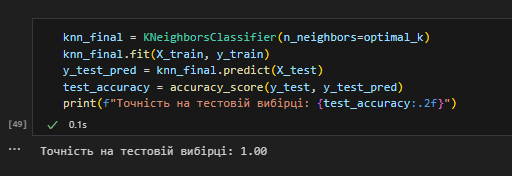 knn_final = KNeighborsClassifier(n_neighbors=optimal_k)
knn_final.fit(X_train, y_train)
y_test_pred = knn_final.predict(X_test)
test_accuracy = accuracy_score(y_test, y_test_pred)
print(f"Точність на тестовій вибірці: {test_accuracy:.2f}")
[49] ✓ 0.1s
... Точність на тестовій вибірці: 1.00